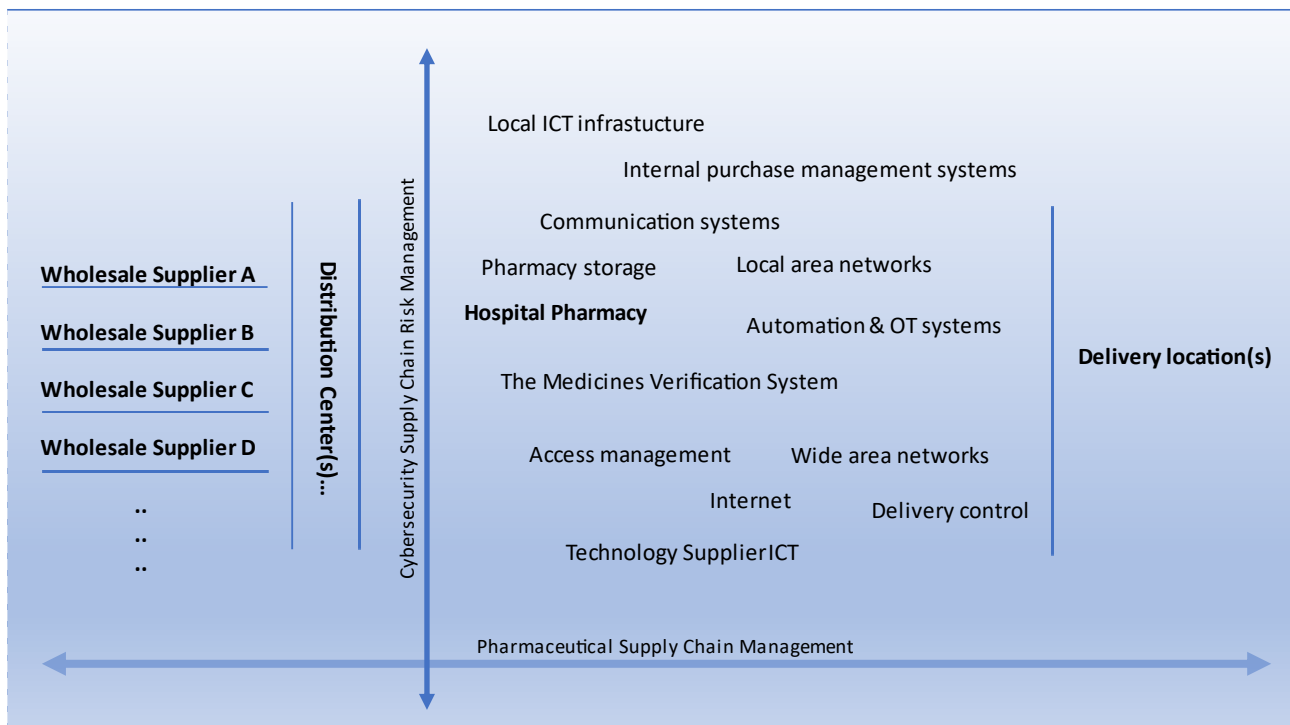 Local ICT infrastucture
Internal purchase management systems
Communication systems
Pharmacy storage
Local area networks
Hospital Pharmacy
Automation & OT systems
The Medicines Verification System
Access management
Wide area networks
Internet
Delivery control
Technology Supplier ICT
Wholesale Supplier A
Wholesale Supplier B
Wholesale Supplier C
Wholesale Supplier D
..
..
..
Distribution Center(s)...
Cybersecurity Supply Chain Risk Management
Delivery location(s)
Pharmaceutical Supply Chain Management